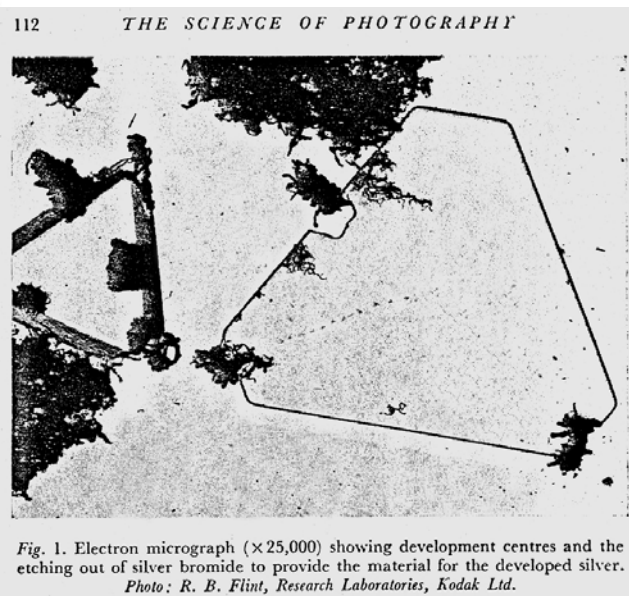 112 THE SCIENCE OF PHOTOGRAPHY
Fig. 1. Electron micrograph (×25,000) showing development centres and the
etching out of silver bromide to provide the material for the developed silver.
Photo: R. B. Flint, Research Laboratories, Kodak Ltd.